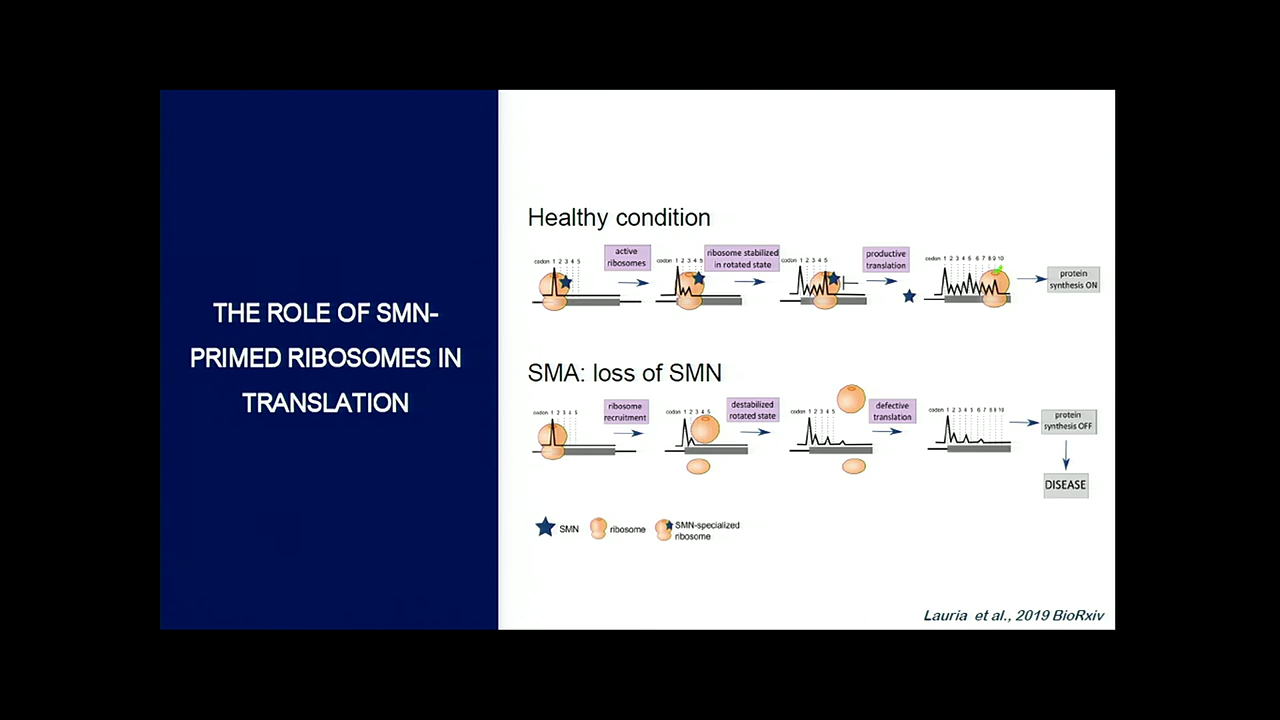 THE ROLE OF SMN-
PRIMED RIBOSOMES IN
TRANSLATION
Healthy condition
codon 1 2 3 4 5
active
ribosomes
codon 1 2 3 4 5
ribosome stabilized
in rotated state
codon 1 2 3 4 5
productive
translation
codon 1 2 3 4 5 6 7 8 9 10
protein
synthesis ON
SMA: loss of SMN
codon 1 2 3 4 5
ribosome
recruitment
codon 1 2 3 4 5
destabilized
rotated state
codon 1 2 3 4 5
defective
translation
codon 1 2 3 4 5 6 7 8 9 10
protein
synthesis OFF
DISEASE
SMN
ribosome
SMN-specialized
ribosome
Lauria et al., 2019 BioRxiv